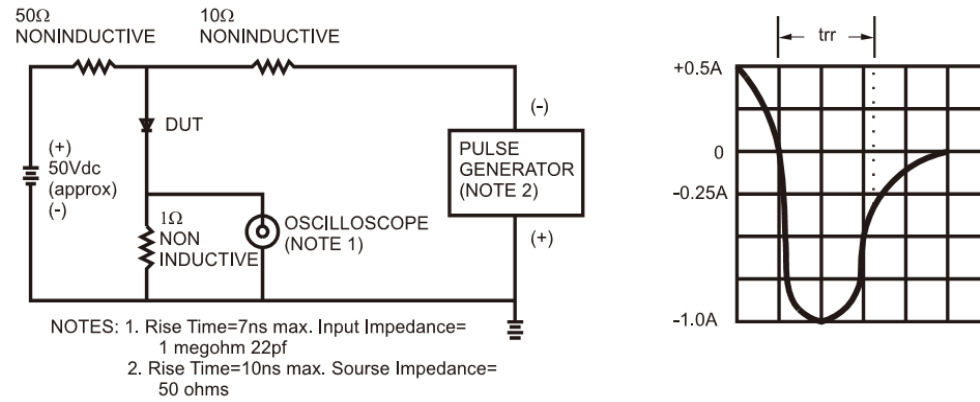 50Ω
NONINDUCTIVE
10Ω
NONINDUCTIVE
DUT
(+)
50Vdc
(approx)
(-)
1Ω
NON
INDUCTIVE
OSCILLOSCOPE
(NOTE 1)
(-)
PULSE
GENERATOR
(NOTE 2)
(+)
NOTES: 1. Rise Time=7ns max. Input Impedance=
1 megohm 22pf
2. Rise Time=10ns max. Sourse Impedance=
50 ohms
trr
+0.5A
0
-0.25A
-1.0A